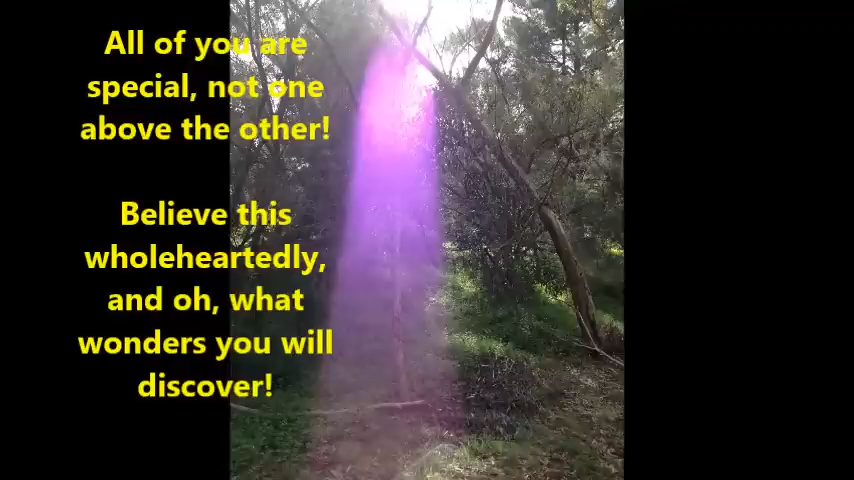 All of you are
special, not one
above the other!
Believe this
wholeheartedly,
and oh, what
wonders you will
discover!